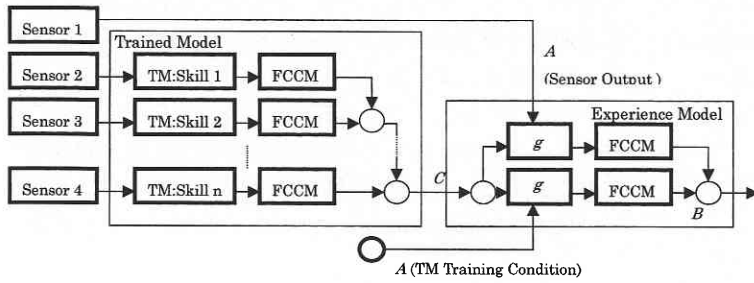 Sensor 1
Trained Model
A
Sensor 2
TM:Skill 1
FCCM
(Sensor Output )
Sensor 3
TM:Skill 2
FCCM
Experience Model
g
FCCM
Sensor 4
TM:Skill n
FCCM
C
g
FCCM
B
A (TM Training Condition)